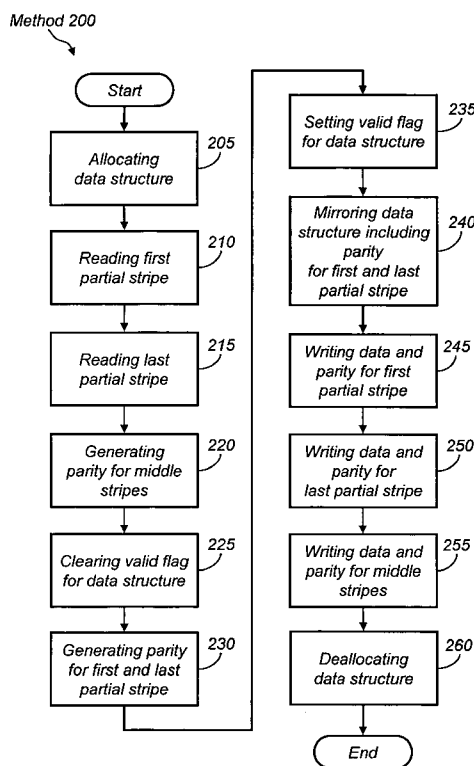 Method 200
Start
205
Allocating
data structure
210
Reading first
partial stripe
215
Reading last
partial stripe
220
Generating
parity for middle
stripes
225
Clearing valid flag
for data structure
230
Generating parity
for first and last
partial stripe
235
Setting valid flag
for data structure
240
Mirroring data
structure including
parity
for first and last
partial stripe
245
Writing data and
parity for first
partial stripe
250
Writing data and
parity for
last partial stripe
255
Writing data and
parity for middle
stripes
260
Deallocating
data structure
End